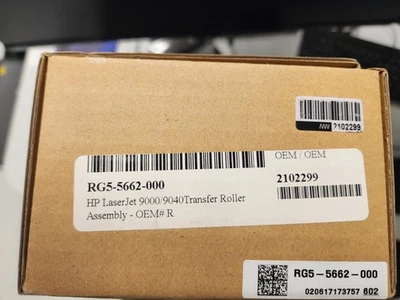 2102299
OEM / OEM
RG5-5662-000
2102299
HP LaserJet 9000/9040Transfer Roller
Assembly - OEM# R
RG5-5662-000
020617173757 602